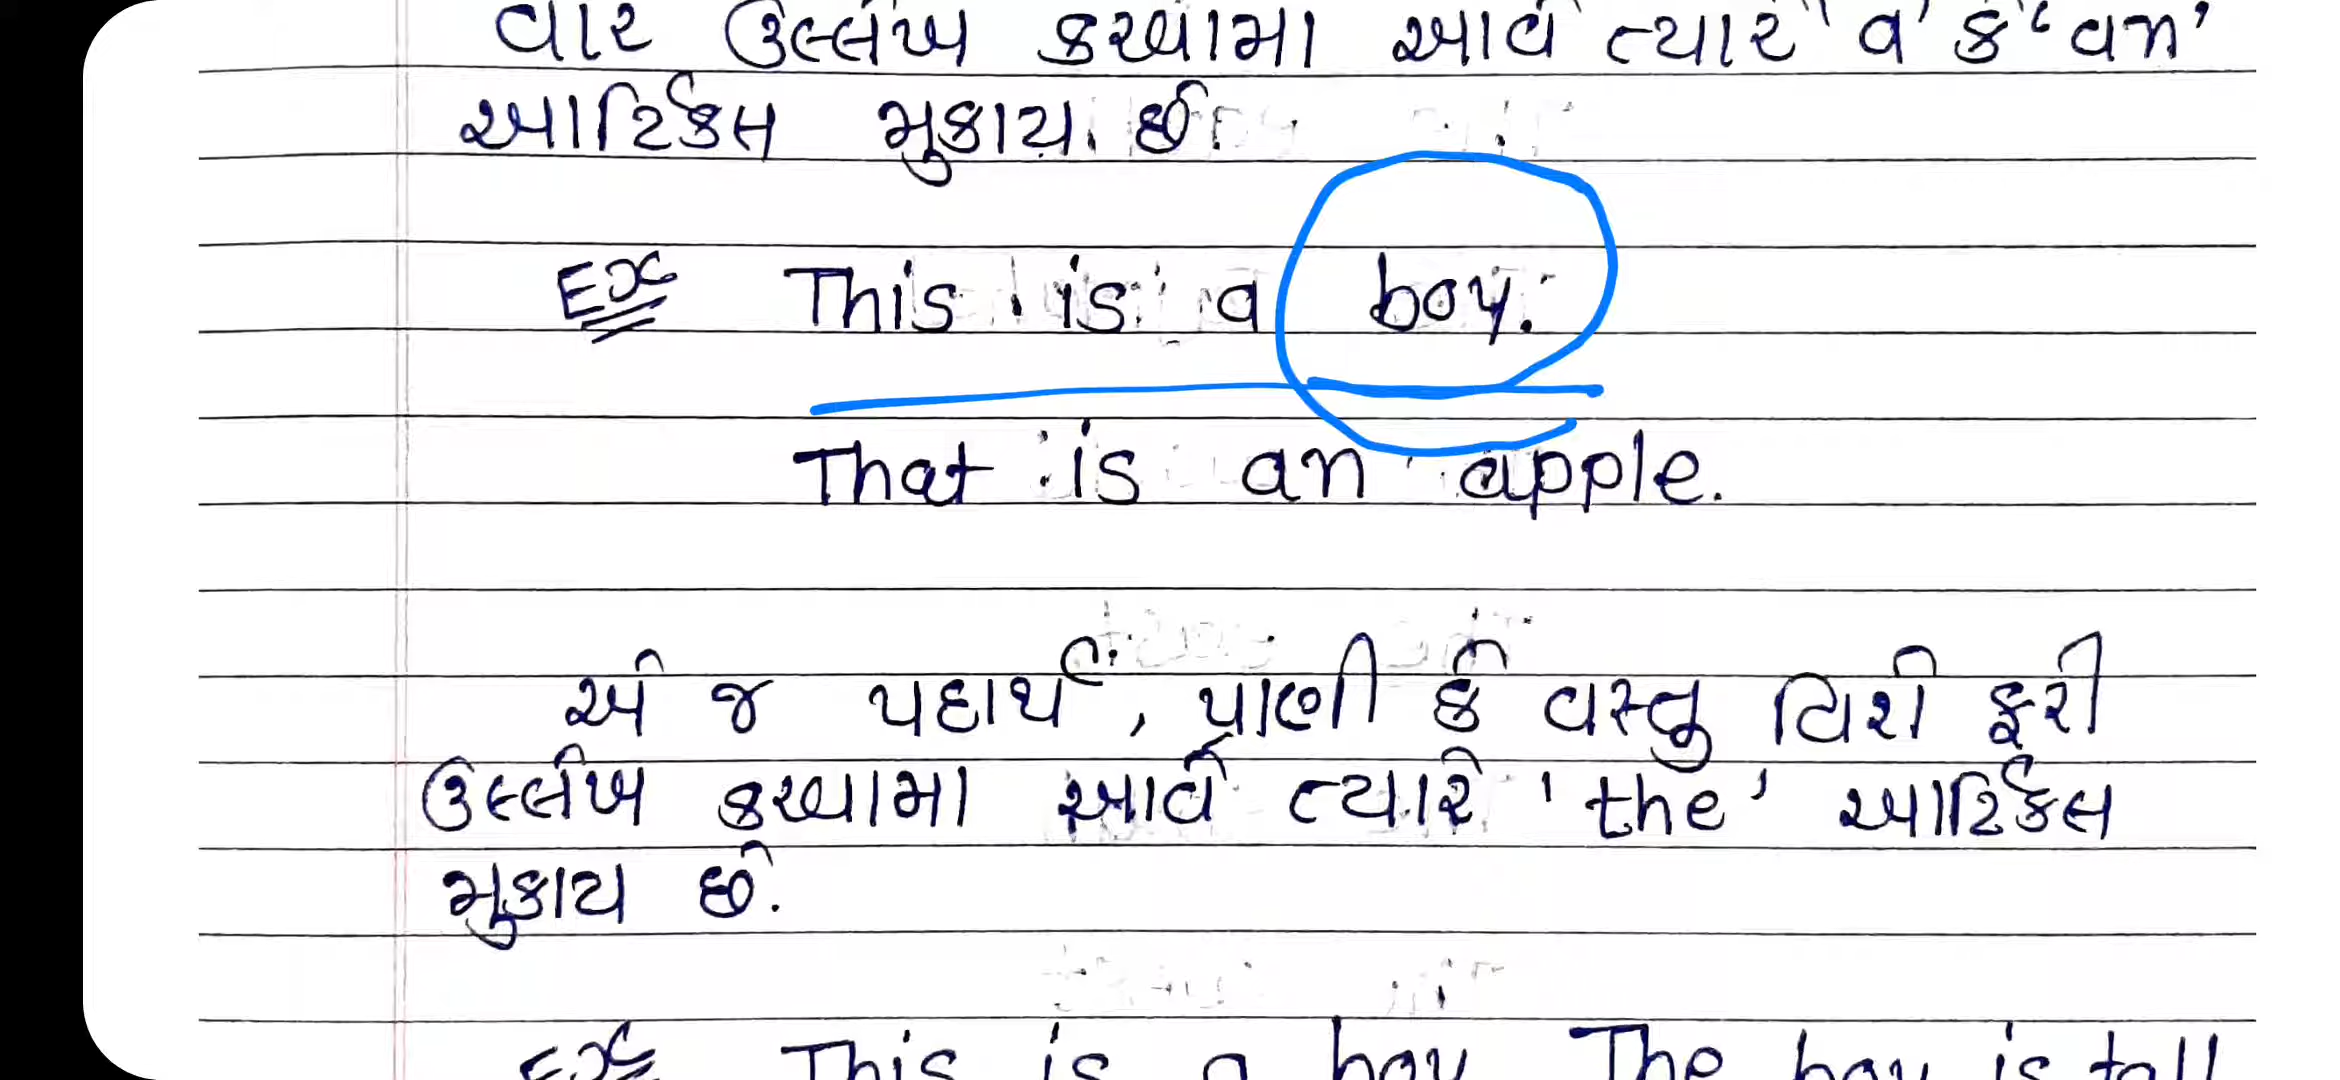 વાર ઉલ્લેખ કરવામાં આવે ત્યારે 'a' કે 'an'
આર્ટિકલ મુકાય છે.
Ex This is a boy.
That is an apple.
એ જ પદાર્થ, પ્રાણી કે વસ્તુ વિશે ફરી
ઉલ્લેખ કરવામાં આવે ત્યારે 'the' આર્ટિકલ
મુકાય છે.
Ex This is a boy. The boy is tall